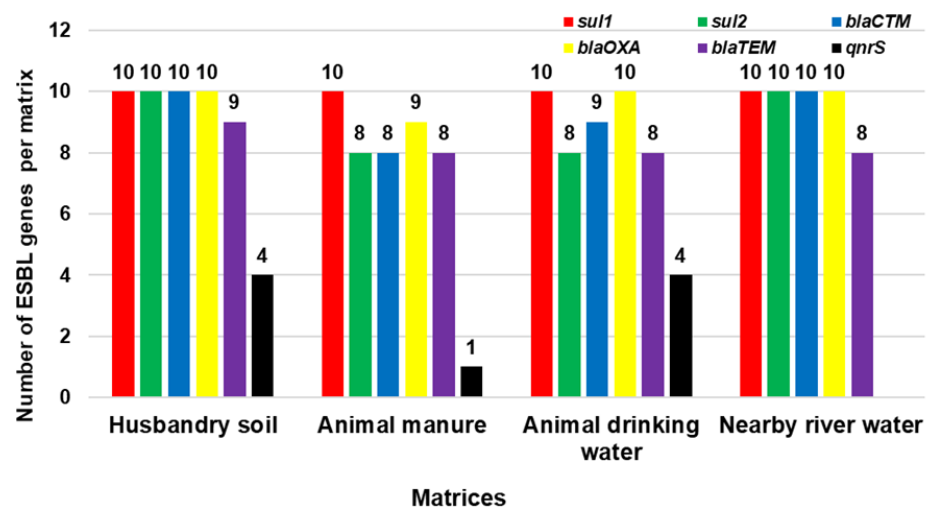 sul1 sul2 blaCTM
blaOXA blaTEM qnrS
Number of ESBL genes per matrix
12
10
8
6
4
2
0
10 10 10 10 9 4
10 8 8 9 8 1
10 8 9 10 8 4
10 10 10 10 8
Husbandry soil
Animal manure
Animal drinking
water
Nearby river water
Matrices